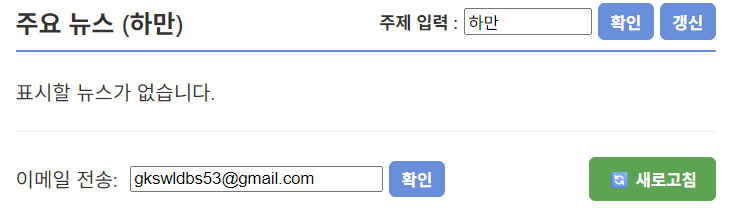 주요 뉴스 (하만) 주제 입력 : 하만 확인 갱신
표시할 뉴스가 없습니다.
이메일 전송: gkswldbs53@gmail.com 확인 새로고침